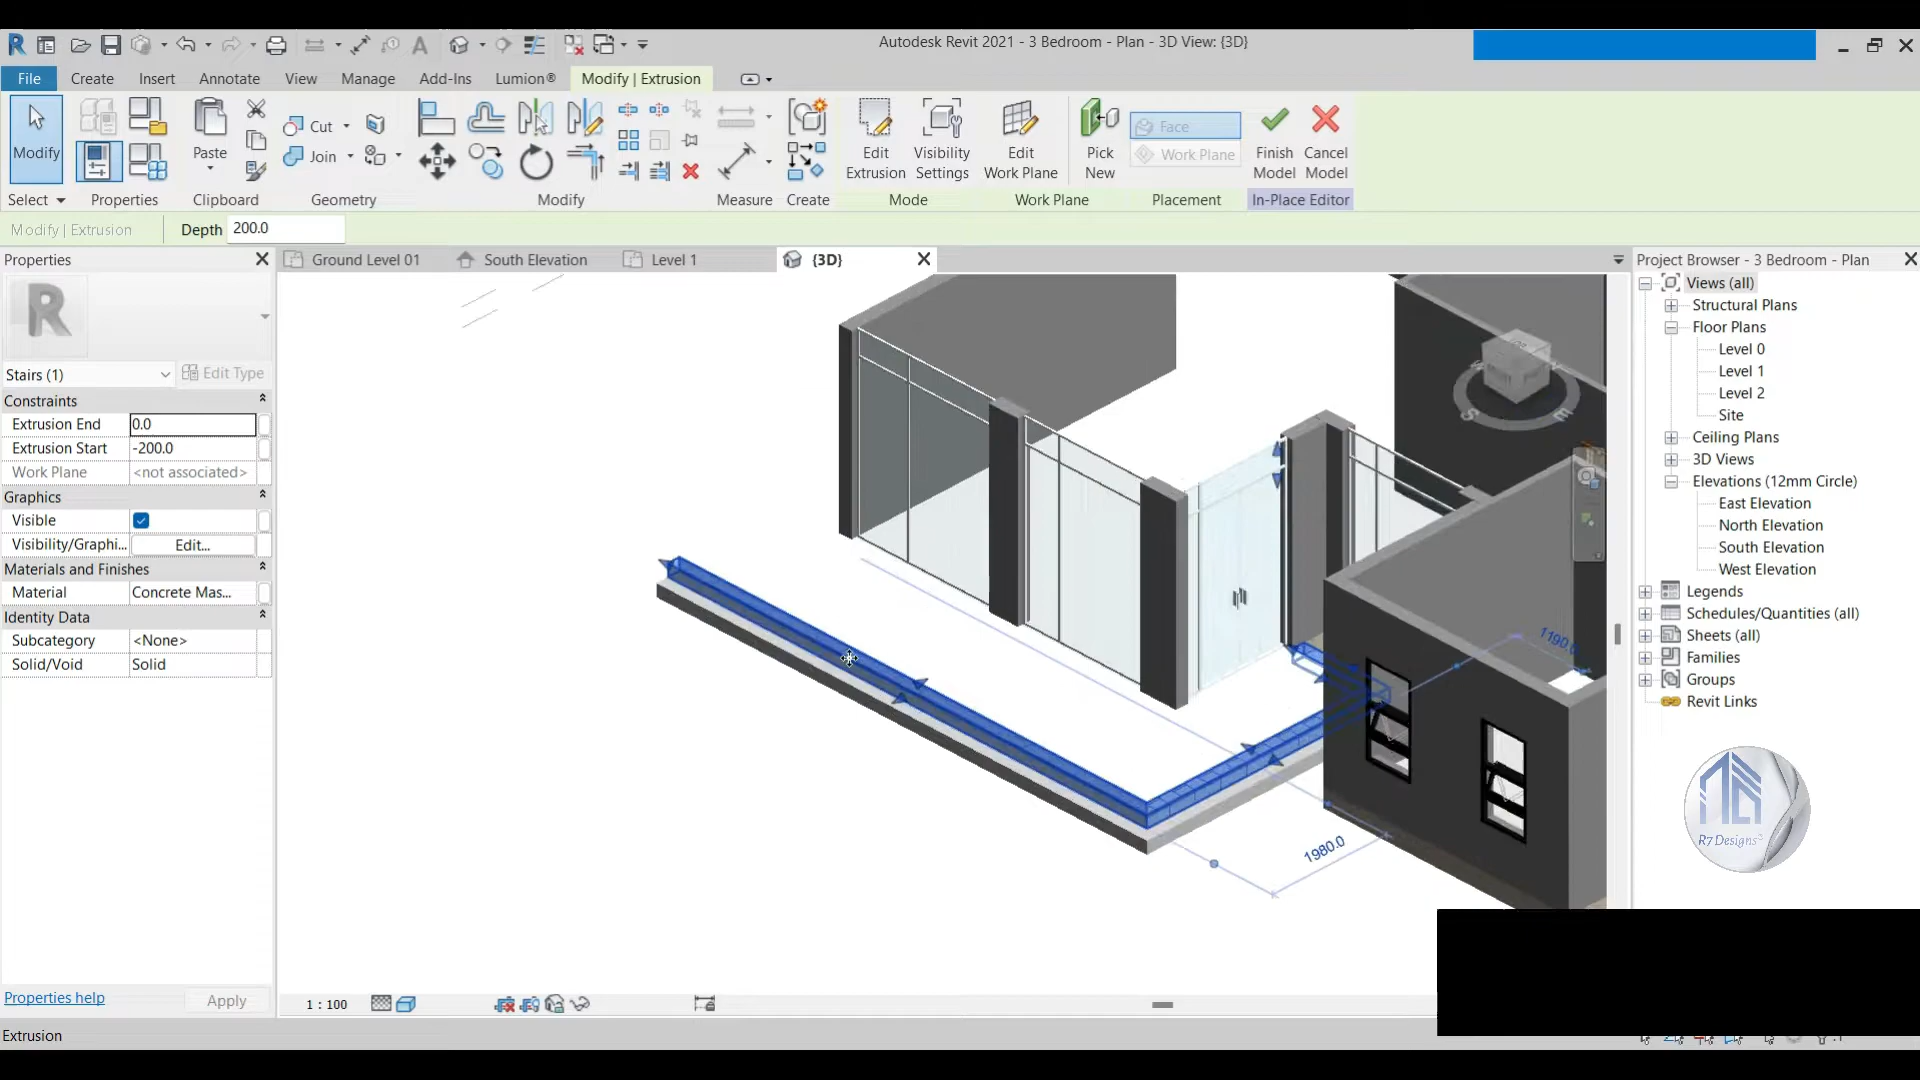 Autodesk Revit 2021 - 3 Bedroom - Plan - 3D View: {3D}
File Create Insert Annotate View Manage Add-Ins Lumion® Modify | Extrusion
Modify Paste Cut Join Edit Extrusion Visibility Settings Edit Work Plane Pick New Face Work Plane Finish Model Cancel Model
Select Properties Clipboard Geometry Modify Measure Create Mode Work Plane Placement In-Place Editor
Modify | Extrusion Depth 200.0
Properties
Ground Level 01 South Elevation Level 1 {3D}
Project Browser - 3 Bedroom - Plan
Stairs (1) Edit Type
Constraints
Extrusion End 0.0
Extrusion Start -200.0
Work Plane <not associated>
Graphics
Visible
Visibility/Graphi... Edit...
Materials and Finishes
Material Concrete Mas...
Identity Data
Subcategory <None>
Solid/Void Solid
Properties help Apply
1190.0
1980.0
Views (all)
Structural Plans
Floor Plans
Level 0
Level 1
Level 2
Site
Ceiling Plans
3D Views
Elevations (12mm Circle)
East Elevation
North Elevation
South Elevation
West Elevation
Legends
Schedules/Quantities (all)
Sheets (all)
Families
Groups
Revit Links
R7 Designs
1 : 100
Extrusion